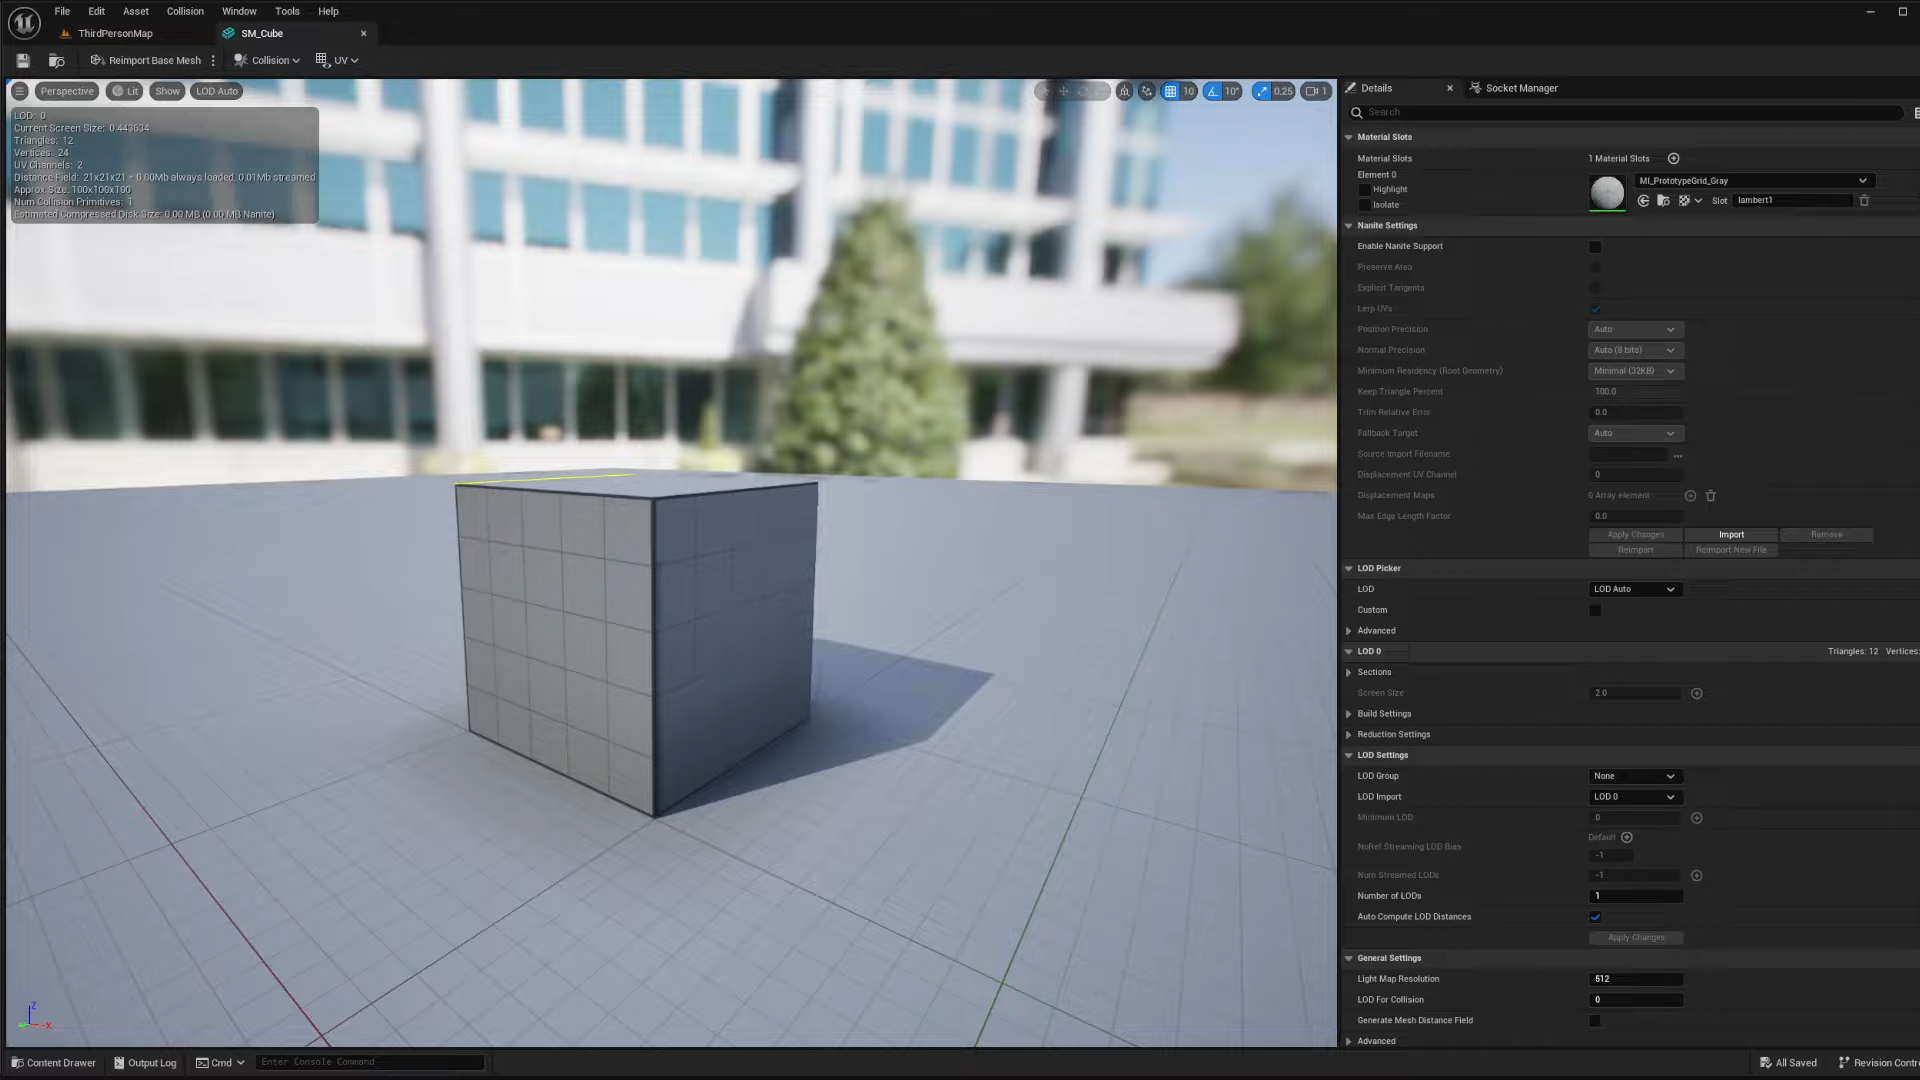 File Edit Asset Collision Window Tools Help
ThirdPersonMap SM_Cube
Reimport Base Mesh Collision UV
Perspective Lit Show LOD Auto 10 10° 0.25 1
LOD: 0
Current Screen Size: 0.443634
Triangles: 12
Vertices: 24
UV Channels: 2
Distance Field: 21x21x21 = 0.00Mb always loaded, 0.01Mb streamed
Approx Size: 100x100x100
Num Collision Primitives: 1
Estimated Compressed Disk Size: 0.00 MB (0.00 MB Nanite)
Z
-X
Details Socket Manager
Search
Material Slots
Material Slots 1 Material Slots
Element 0
Highlight
Isolate
MI_PrototypeGrid_Gray
Slot lambert1
Nanite Settings
Enable Nanite Support
Preserve Area
Explicit Tangents
Lerp UVs
Position Precision Auto
Normal Precision Auto (8 bits)
Minimum Residency (Root Geometry) Minimal (32KB)
Keep Triangle Percent 100.0
Trim Relative Error 0.0
Fallback Target Auto
Source Import Filename ...
Displacement UV Channel 0
Displacement Maps 0 Array element
Max Edge Length Factor 0.0
Apply Changes Import Remove
Reimport Reimport New File
LOD Picker
LOD LOD Auto
Custom
Advanced
LOD 0 Triangles: 12 Vertices:
Sections
Screen Size 2.0
Build Settings
Reduction Settings
LOD Settings
LOD Group None
LOD Import LOD 0
Minimum LOD 0
Default
NoRef Streaming LOD Bias -1
Num Streamed LODs -1
Number of LODs 1
Auto Compute LOD Distances
Apply Changes
General Settings
Light Map Resolution 512
LOD For Collision 0
Generate Mesh Distance Field
Advanced
Content Drawer Output Log Cmd Enter Console Command All Saved Revision Contr